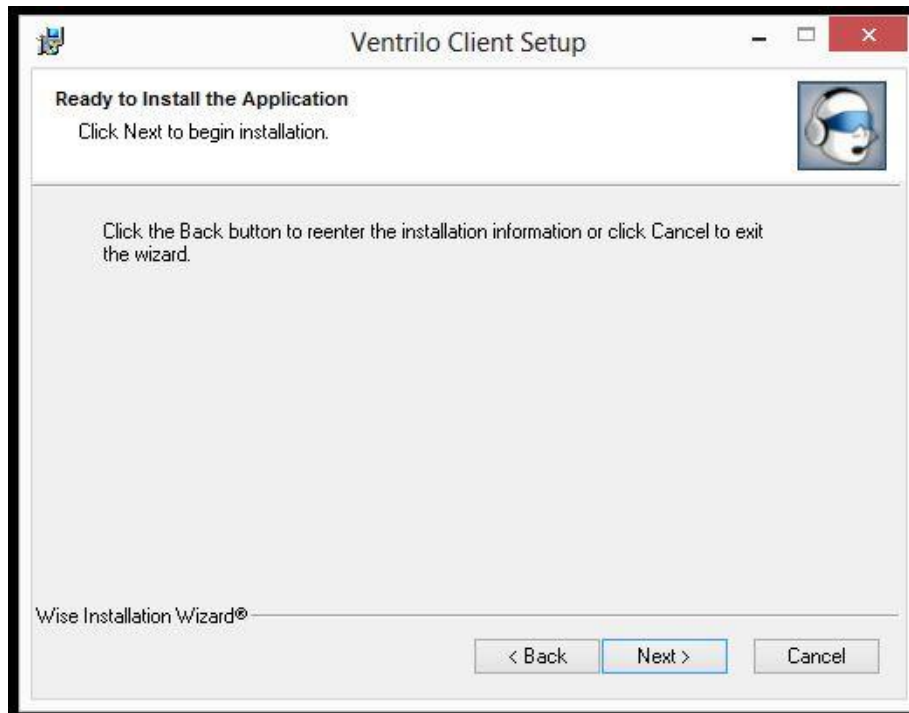 Ventrilo Client Setup
Ready to Install the Application
Click Next to begin installation.
Click the Back button to reenter the installation information or click Cancel to exit
the wizard.
Wise Installation Wizard®
< Back
Next >
Cancel